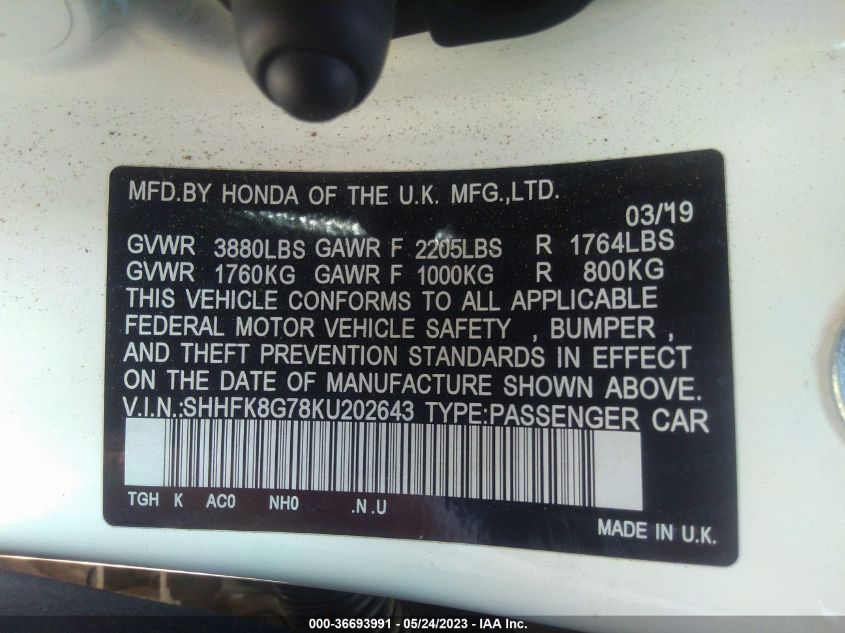 MFD.BY HONDA OF THE U.K. MFG.,LTD.
03/'19
GVWR 3880LBS GAWR F 2205LBS R 1764LBS
GVWR 1760KG GAWR F 1000KG R 800KG
THIS VEHICLE CONFORMS TO ALL APPLICABLE
FEDERAL MOTOR VEHICLE SAFETY , BUMPER ,
AND THEFT PREVENTION STANDARDS IN EFFECT
ON THE DATE OF MANUFACTURE SHOWN ABOVE.
V.I.N.:SHHFK8G78KU202643 TYPE:PASSENGER CAR
TGH K AC0 NH0 .N .U
MADE IN U.K.
000-36693991 - 05/24/2023 - IAA Inc.